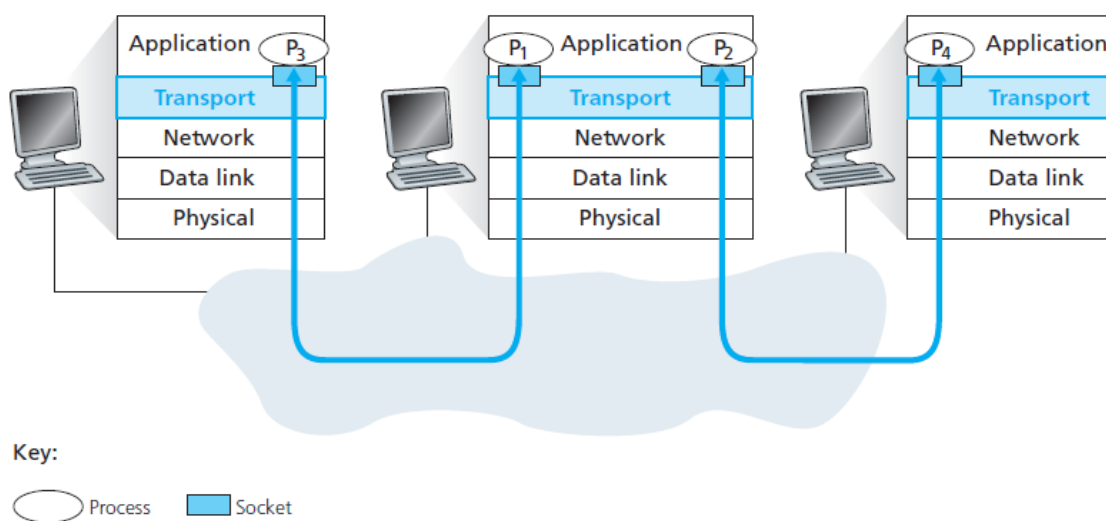 Application P3 P1 Application P2 P4 Application
Transport Transport Transport
Network Network Network
Data link Data link Data link
Physical Physical Physical
Key:
Process Socket